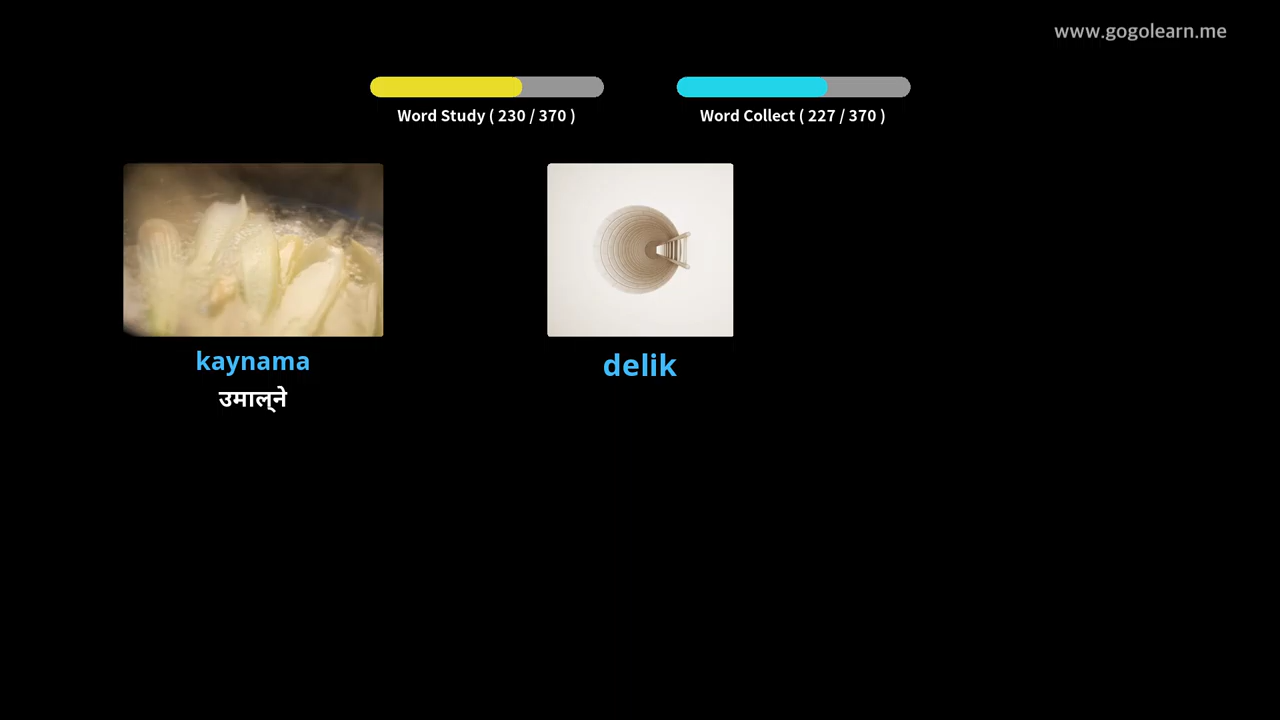 www.gogolearn.me
Word Study ( 230 / 370 )
Word Collect ( 227 / 370 )
kaynama
उमाल्ने
delik